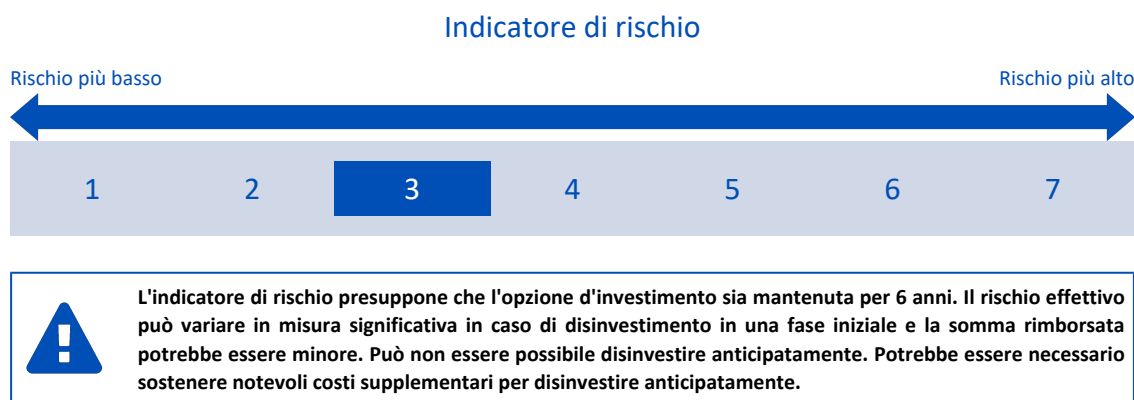 Indicatore di rischio
Rischio più basso Rischio più alto
1 2 3 4 5 6 7
L'indicatore di rischio presuppone che l'opzione d'investimento sia mantenuta per 6 anni. Il rischio effettivo
può variare in misura significativa in caso di disinvestimento in una fase iniziale e la somma rimborsata
potrebbe essere minore. Può non essere possibile disinvestire anticipatamente. Potrebbe essere necessario
sostenere notevoli costi supplementari per disinvestire anticipatamente.